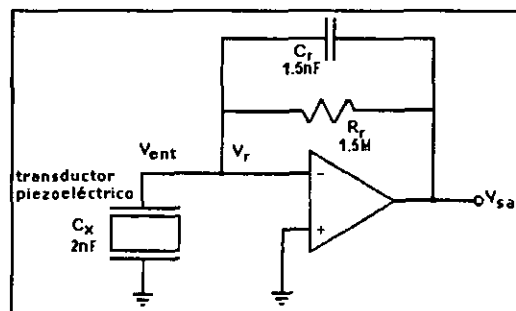 Cr
1.5nF
Rr
1.5M
Vent Vr
transductor
piezoeléctrico
Cx
2nF
-
+
Vsa